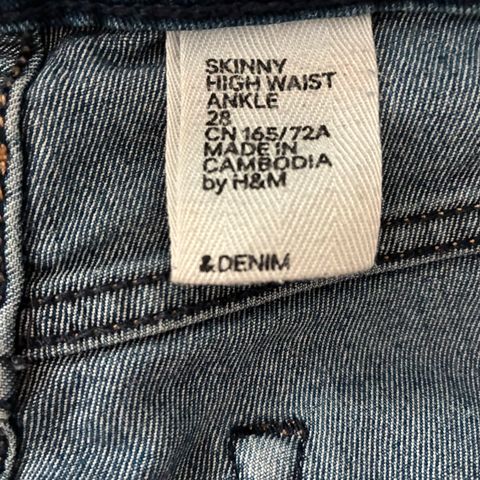 SKINNY
HIGH WAIST
ANKLE
28
CN 165/72A
MADE IN
CAMBODIA
by H&M
&DENIM